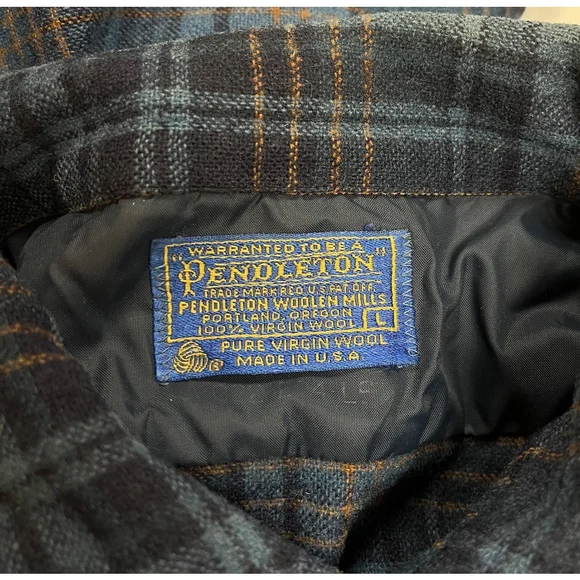 WARRANTED TO BE A
"PENDLETON"
TRADE MARK REG. U.S. PAT. OFF.
PENDLETON WOOLEN MILLS
PORTLAND, OREGON
100% VIRGIN WOOL L
PURE VIRGIN WOOL
® MADE IN U.S.A.